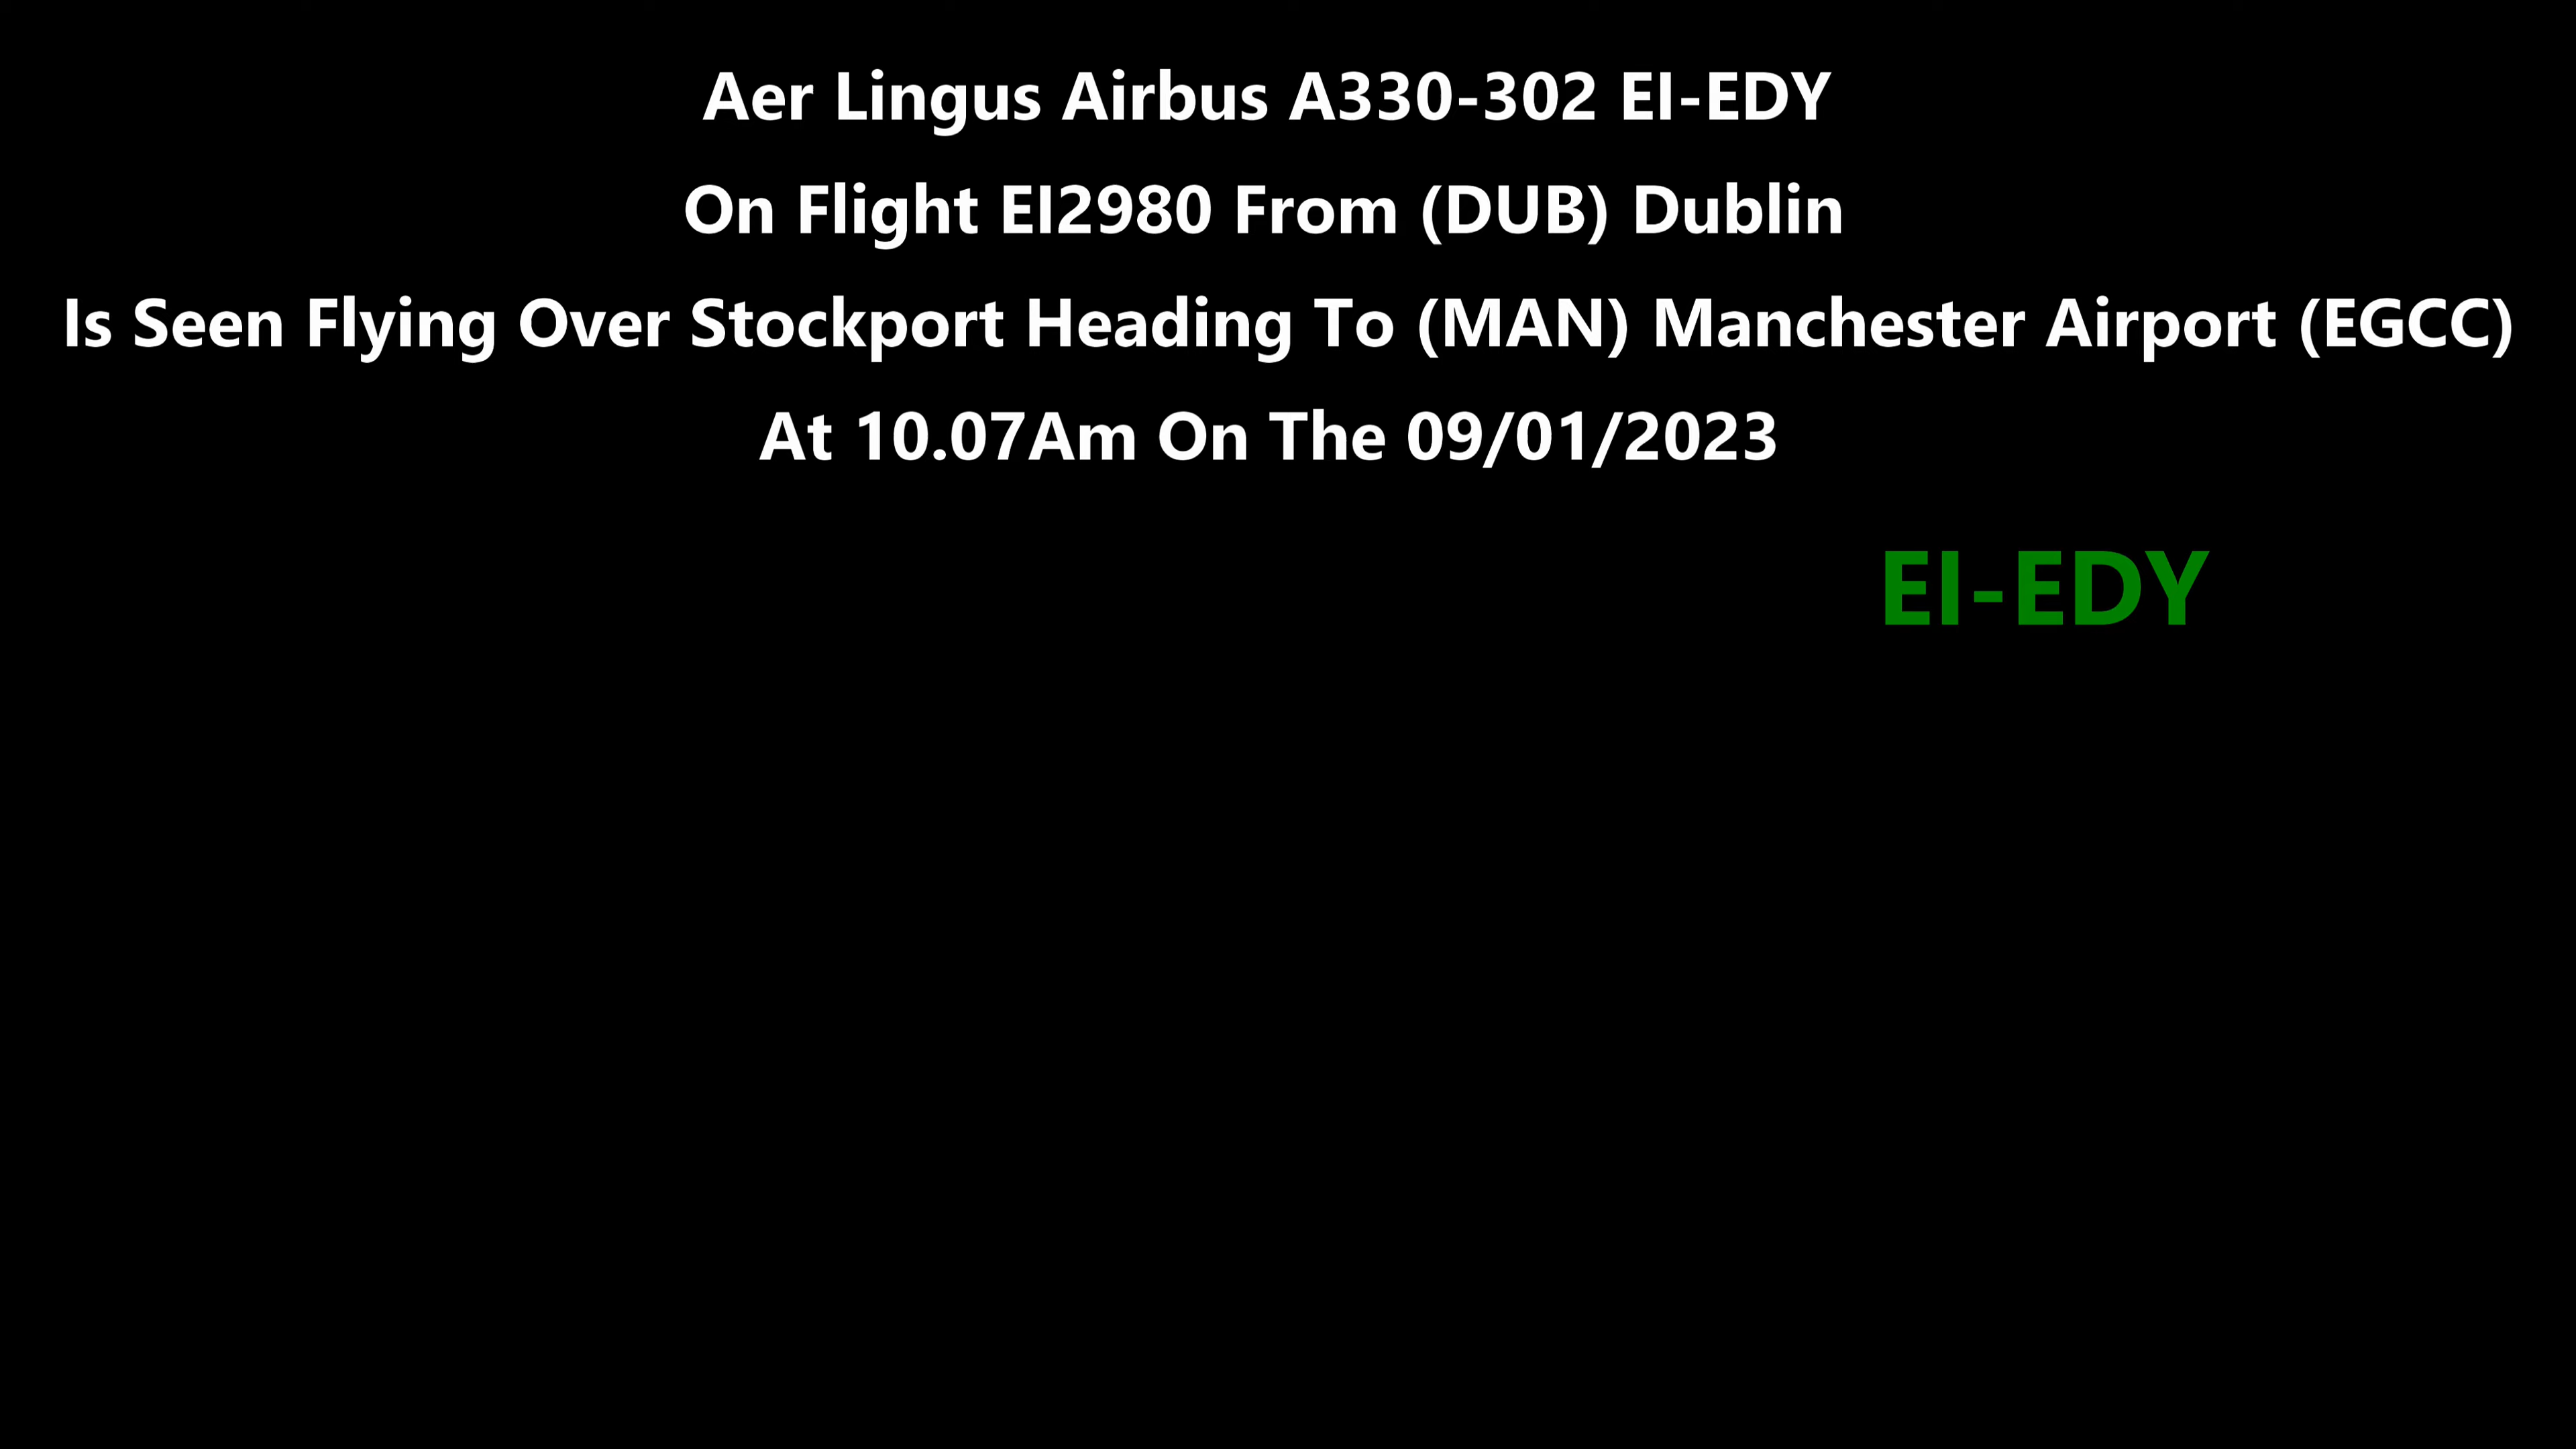 Aer Lingus Airbus A330-302 EI-EDY
On Flight EI2980 From (DUB) Dublin
Is Seen Flying Over Stockport Heading To (MAN) Manchester Airport (EGCC)
At 10.07Am On The 09/01/2023
EI-EDY